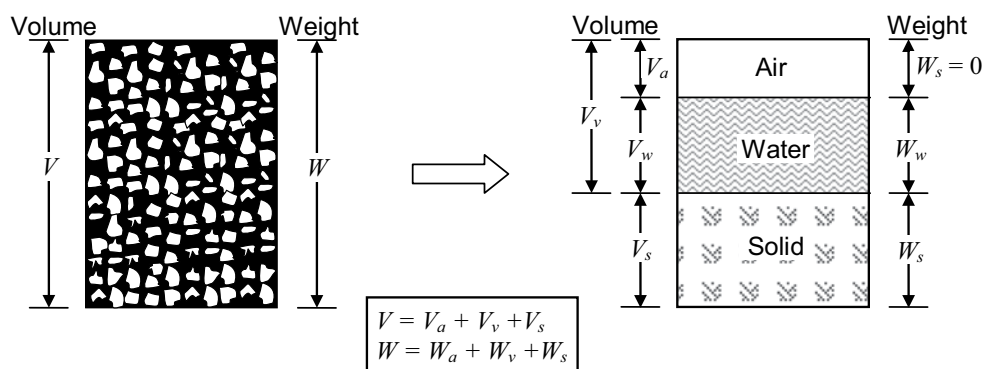 Volume
Weight
V
W
Volume
Weight
V_a
Air
W_s = 0
V_v
V_w
Water
W_w
V_s
Solid
W_s
V = V_a + V_v +V_s
W = W_a + W_v +W_s